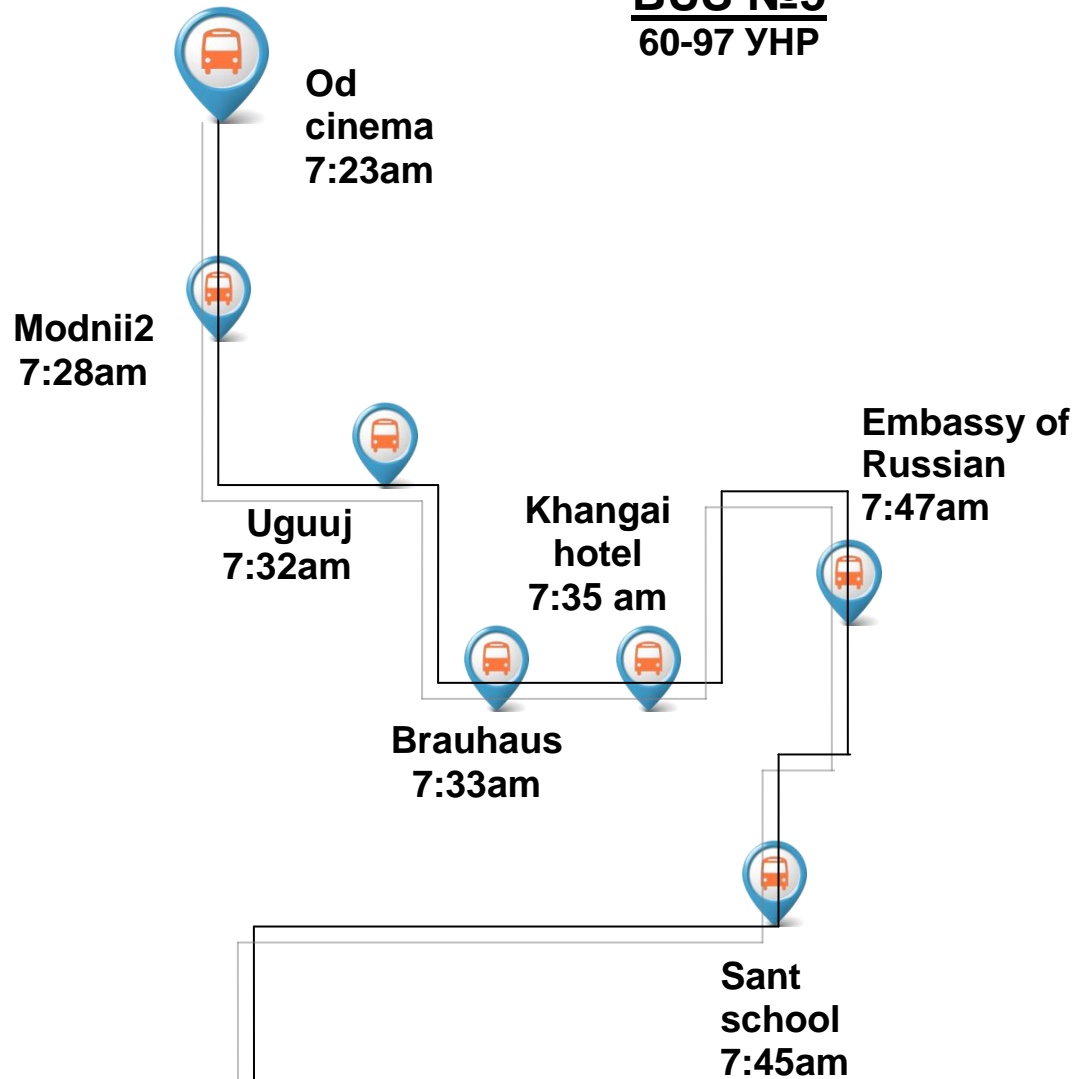 BUS
60-97 УНР
Od
cinema
7:23am
Modnii2
7:28am
Embassy of
Russian
7:47am
Uguuj
7:32am
Khangai
hotel
7:35 am
Brauhaus
7:33am
Sant
school
7:45am